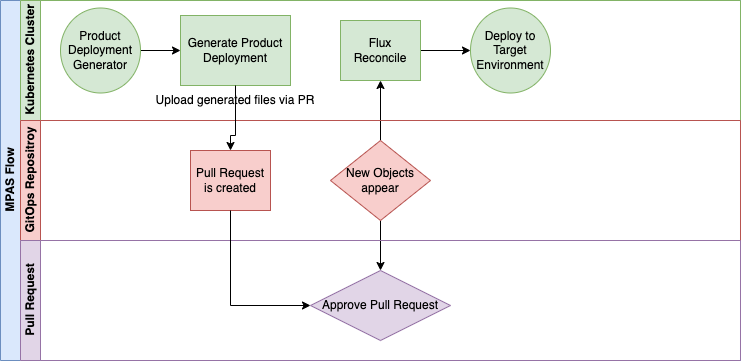 MPAS Flow
Kubernetes Cluster
Product
Deployment
Generator
Generate Product
Deployment
Flux
Reconcile
Deploy to
Target
Environment
Upload generated files via PR
GitOps Repositroy
Pull Request
is created
New Objects
appear
Pull Request
Approve Pull Request